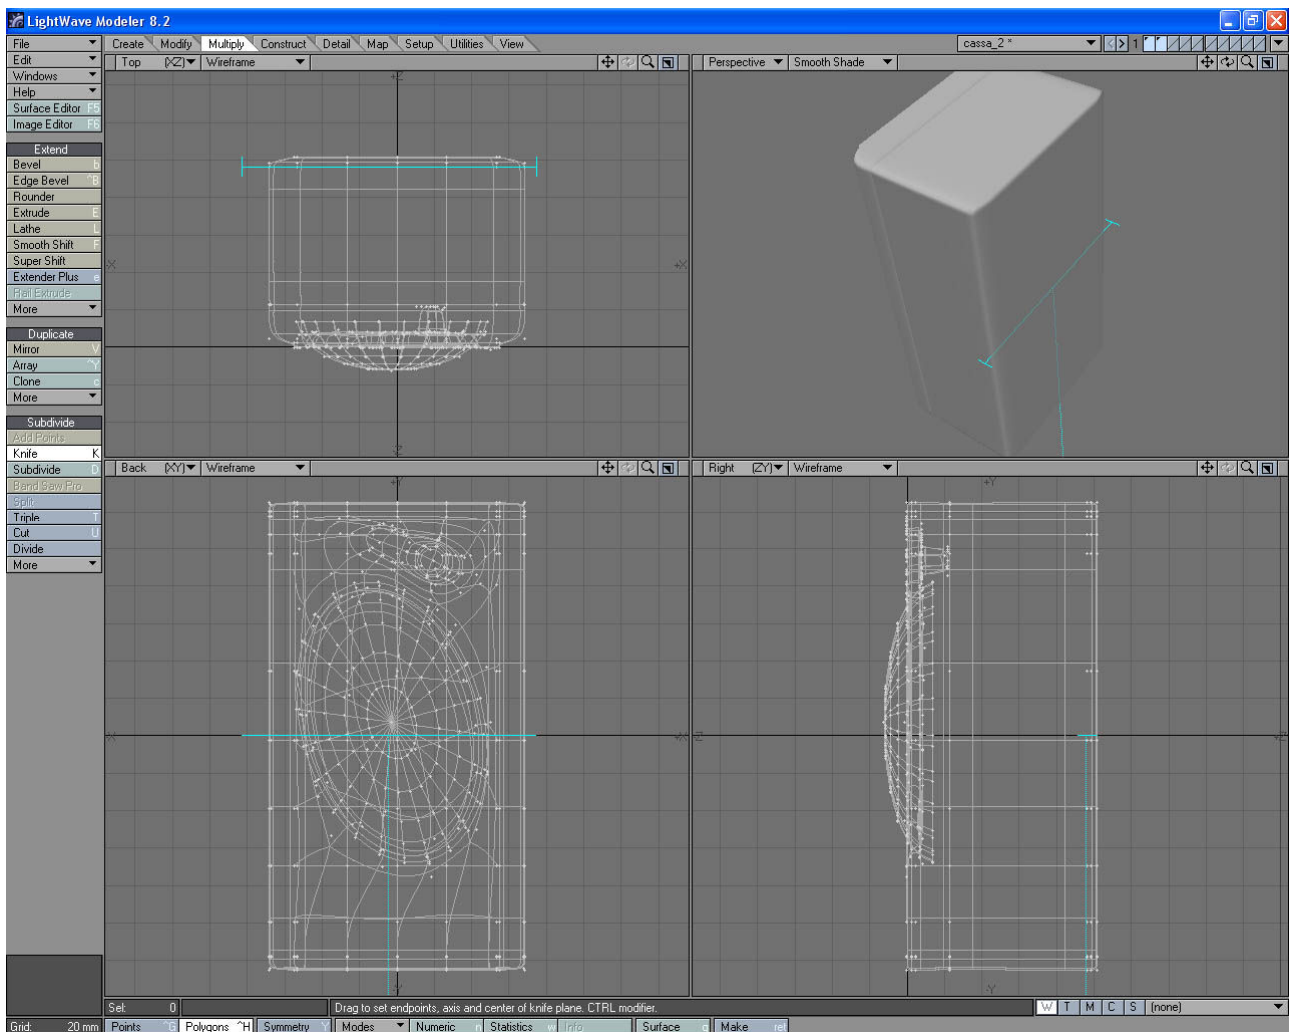 LightWave Modeler 8.2
File Create Modify Multiply Construct Detail Map Setup Utilities View cassa_2 * 1
Edit Top (XZ) Wireframe Perspective Smooth Shade
Windows
Help
Surface Editor F5
Image Editor F6
Extend
Bevel b
Edge Bevel ^B
Rounder
Extrude E
Lathe L
Smooth Shift F
Super Shift
Extender Plus e
Rail Extrude
More
Duplicate
Mirror V
Array ^Y
Clone c
More
Subdivide
Add Points
Knife K
Subdivide D Back (XY) Wireframe Right (ZY) Wireframe
Band Saw Pro
Split
Triple T
Cut U
Divide
More
Sel: 0 Drag to set endpoints, axis and center of knife plane. CTRL modifier. W T M C S (none)
Grid: 20 mm Points ^G Polygons ^H Symmetry Y Modes Numeric n Statistics w Info Surface q Make ret